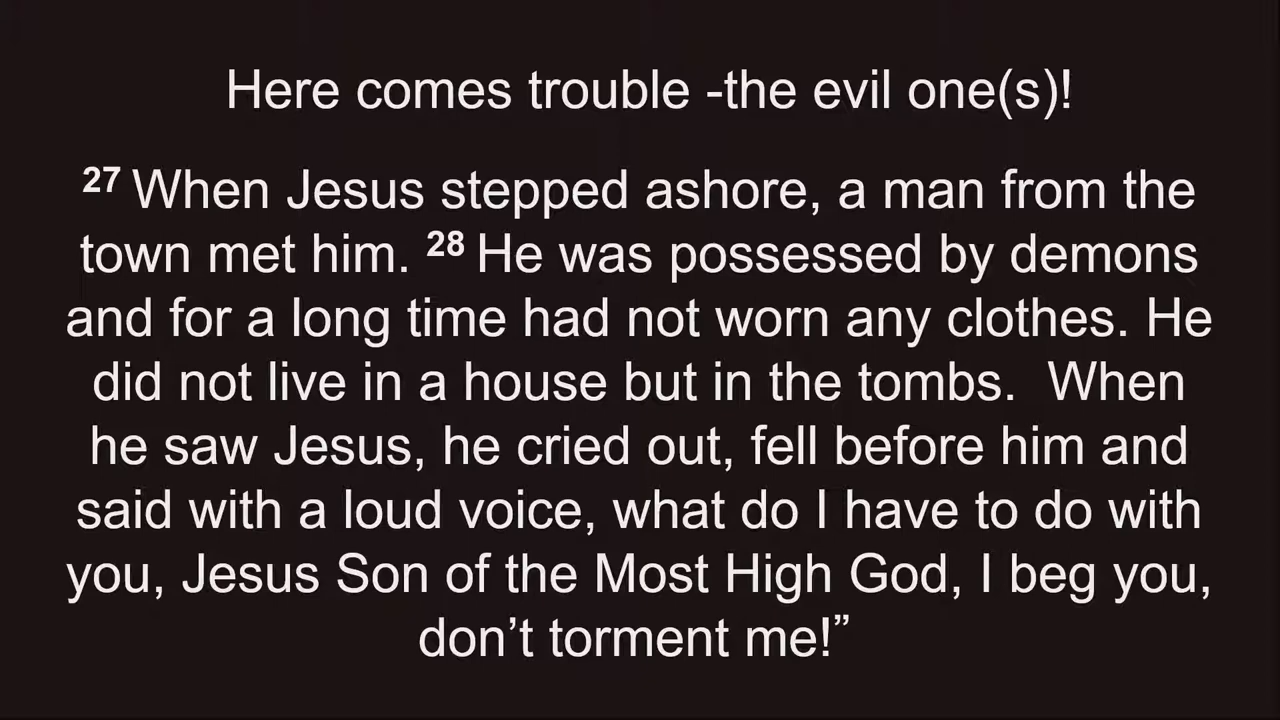 Here comes trouble -the evil one(s)!
27 When Jesus stepped ashore, a man from the
town met him. 28 He was possessed by demons
and for a long time had not worn any clothes. He
did not live in a house but in the tombs.  When
he saw Jesus, he cried out, fell before him and
said with a loud voice, what do I have to do with
you, Jesus Son of the Most High God, I beg you,
don’t torment me!”